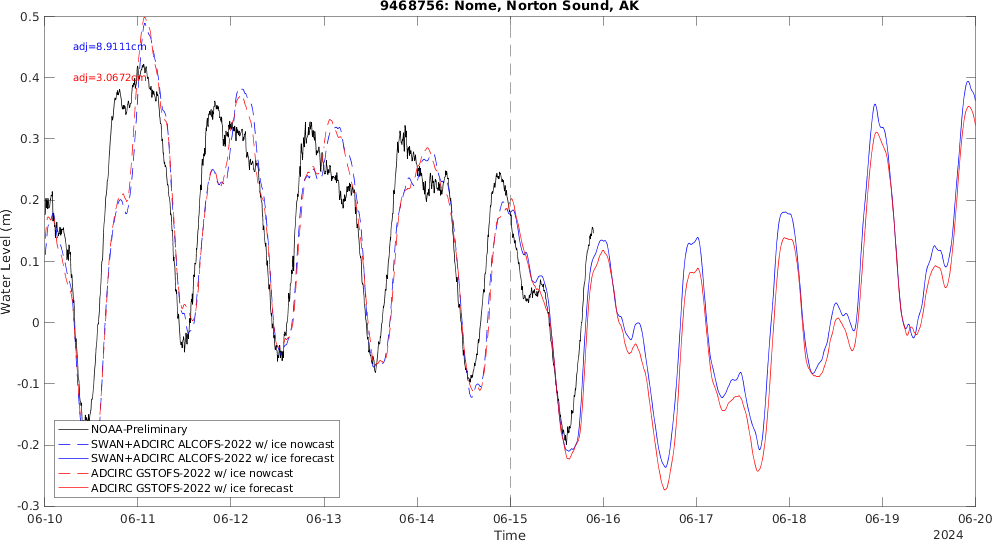 9468756: Nome, Norton Sound, AK
0.5
adj=8.9111cm
0.4
adj=3.0672cm
0.3
0.2
0.1
0
-0.1
-0.2
-0.3
Water Level (m)
NOAA-Preliminary
SWAN+ADCIRC ALCOFS-2022 w/ ice nowcast
SWAN+ADCIRC ALCOFS-2022 w/ ice forecast
ADCIRC GSTOFS-2022 w/ ice nowcast
ADCIRC GSTOFS-2022 w/ ice forecast
06-10 06-11 06-12 06-13 06-14 06-15 06-16 06-17 06-18 06-19 06-20
Time
2024